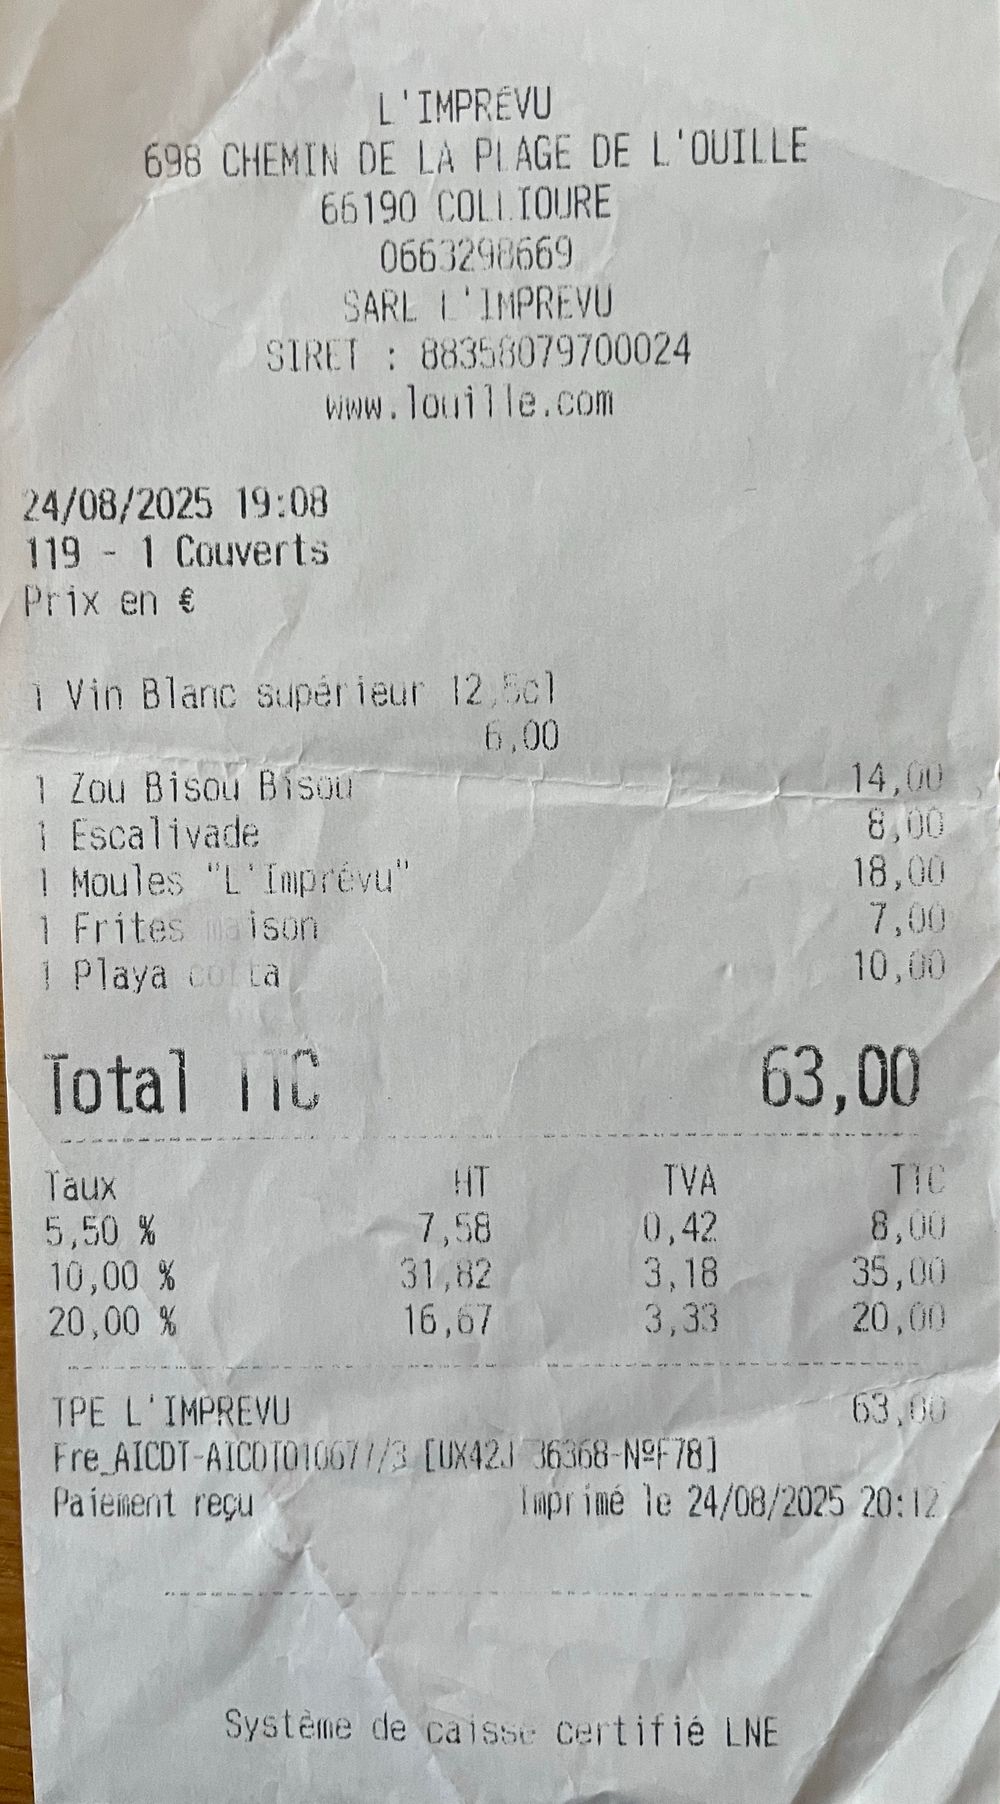 L'IMPRÉVU
698 CHEMIN DE LA PLAGE DE L'OUILLE
66190 COLLIOURE
0663298669
SARL L'IMPREVU
SIRET : 88358079700024
www.louille.com
24/08/2025 19:08
119 - 1 Couverts
Prix en €
1 Vin Blanc supérieur 12,5cl
6,00
1 Zou Bisou Bisou 14,00
1 Escalivade 8,00
1 Moules "L'Imprévu" 18,00
1 Frites maison 7,00
1 Playa 10,00
Total TTC 63,00
Taux HT TVA TTC
5,50 % 7,58 0,42 8,00
10,00 % 31,82 3,18 35,00
20,00 % 16,67 3,33 20,00
TPE L'IMPREVU 63,00
Paiement reçu Imprimé le 24/08/2025 20:12
Système de caisse certifié LNE